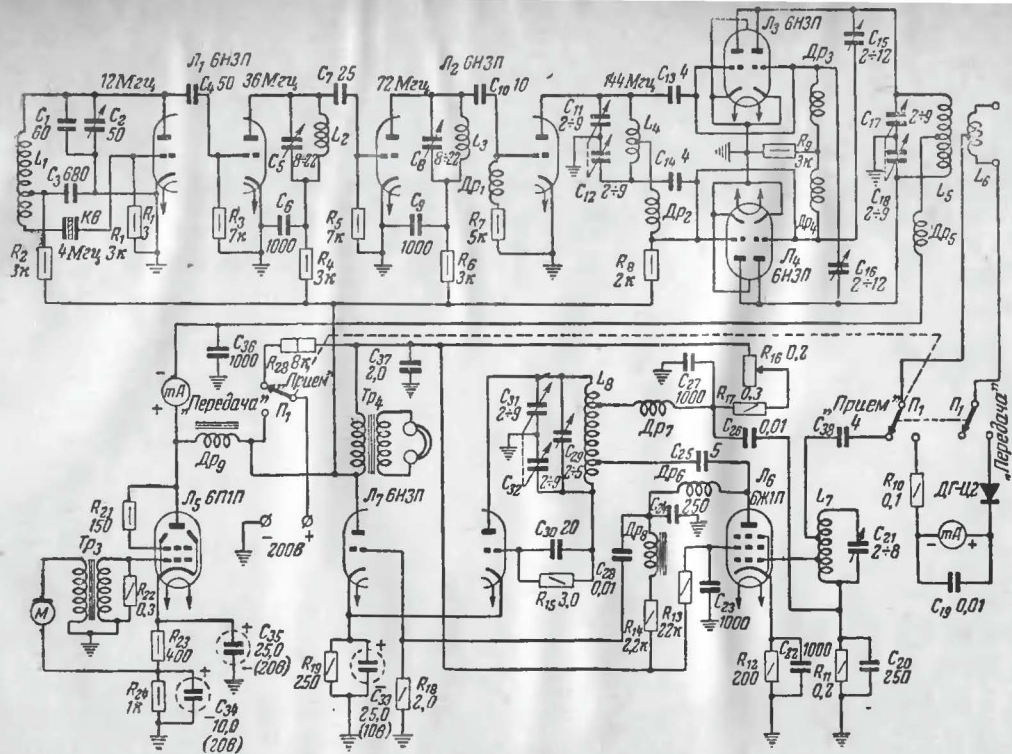 12Мгц
Л₁ 6Н3П
36Мгц
C₇ 25
72Мгц
Л₂ 6Н3П
C₁₀ 10
144Мгц
C₁₃ 4
Л₃ 6Н3П
C₁₅
2÷12
Др₃
C₄ 50
C₁
60
C₂
50
L₁
C₃ 680
КВ
4Мгц
R₁
3к
R₂
3к
R₃
7к
C₅
8÷22
L₂
C₆
1000
R₄
3к
R₅
7к
C₈
8÷22
L₃
C₉
1000
Др₁
R₆
3к
R₇
5к
C₁₁
2÷9
C₁₂
2÷9
L₄
C₁₄ 4
Др₂
R₈
2к
R₉
3к
Др₄
Л₄
6Н3П
C₁₆
2÷12
C₁₇
2÷9
C₁₈
2÷9
L₅
L₆
Др₅
C₃₆
1000
R₂₈ 8к
"Прием"
П₁
"Передача"
mA
Др₉
C₃₇
2,0
Тр₄
C₃₁
2÷9
C₃₂
2÷9
C₂₉
2÷5
L₈
Др₇
C₂₇
1000
R₁₆ 0,2
R₁₇
0,3
C₂₆ 0,01
C₂₅ 5
"Прием"
П₁
П₁
"Передача"
C₃₈ 4
R₁₀
0,1
ДГ-Ц2
mA
C₁₉ 0,01
Л₅ 6П1П
R₂₁
150
Тр₃
М
R₂₂
0,3
R₂₃
400
R₂₄
1к
C₃₅
25,0
(20в)
C₃₄
10,0
(20в)
200в
Л₇ 6Н3П
C₃₀ 20
R₁₅ 3,0
R₁₉
250
C₃₃
25,0
(10в)
R₁₈
2,0
C₂₈
0,01
Др₆
250
Др₈
R₁₄
2,2к
R₁₃
22к
Л₆
6Ж1П
C₂₃
1000
R₁₂
200
C₂₂ 1000
L₇
C₂₁
2÷8
R₁₁
0,2
C₂₀
250